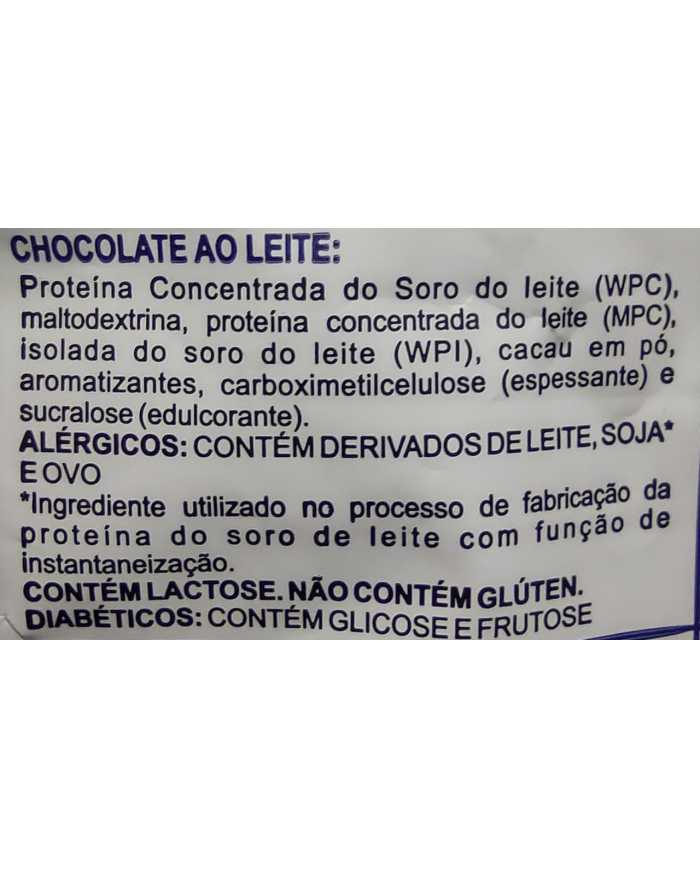 CHOCOLATE AO LEITE:
Proteína Concentrada do Soro do leite (WPC),
maltodextrina, proteína concentrada do leite (MPC),
isolada do soro do leite (WPI), cacau em pó,
aromatizantes, carboximetilcelulose (espessante) e
sucralose (edulcorante).
ALÉRGICOS: CONTÉM DERIVADOS DE LEITE, SOJA*
E OVO
*Ingrediente utilizado no processo de fabricação da
proteína do soro de leite com função de
instantaneização.
CONTÉM LACTOSE. NÃO CONTÉM GLÚTEN.
DIABÉTICOS: CONTÉM GLICOSE E FRUTOSE